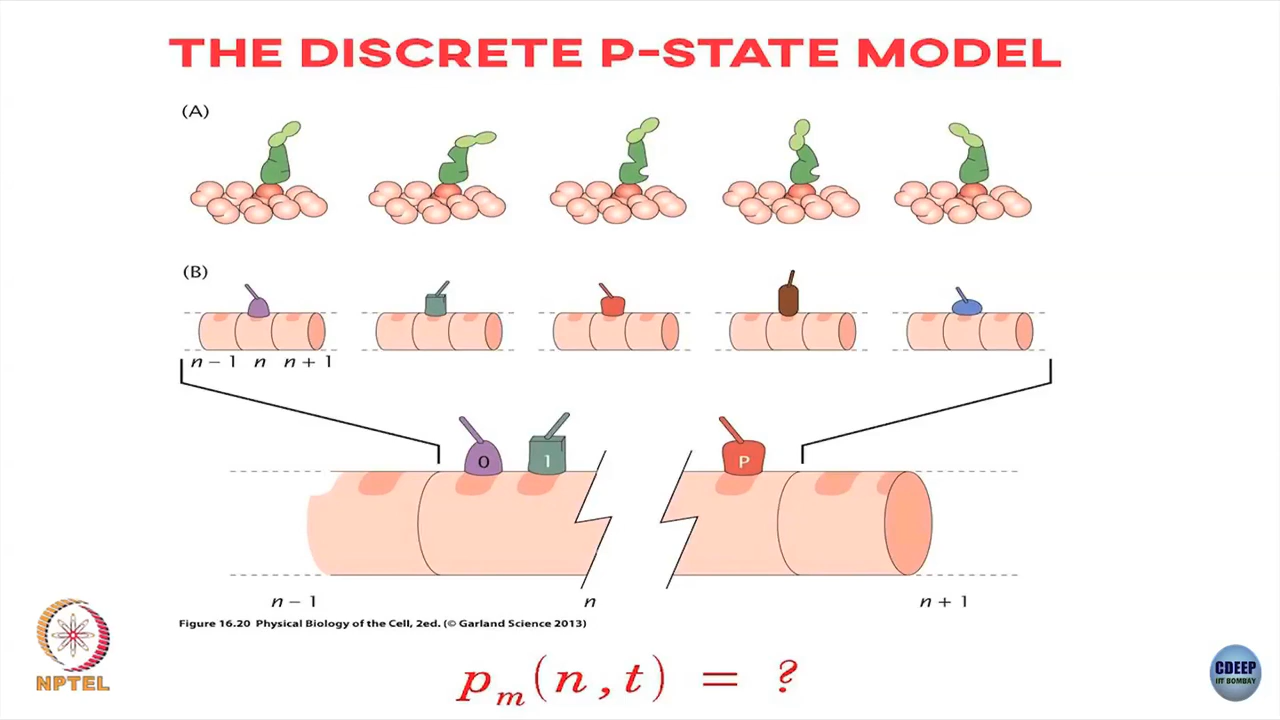 THE DISCRETE P-STATE MODEL
(A)
(B)
n − 1 n n + 1
0 1 P
n − 1 n n + 1
Figure 16.20 Physical Biology of the Cell, 2ed. (© Garland Science 2013)
p_m(n,t) = ?
NPTEL
CDEEP
IIT BOMBAY